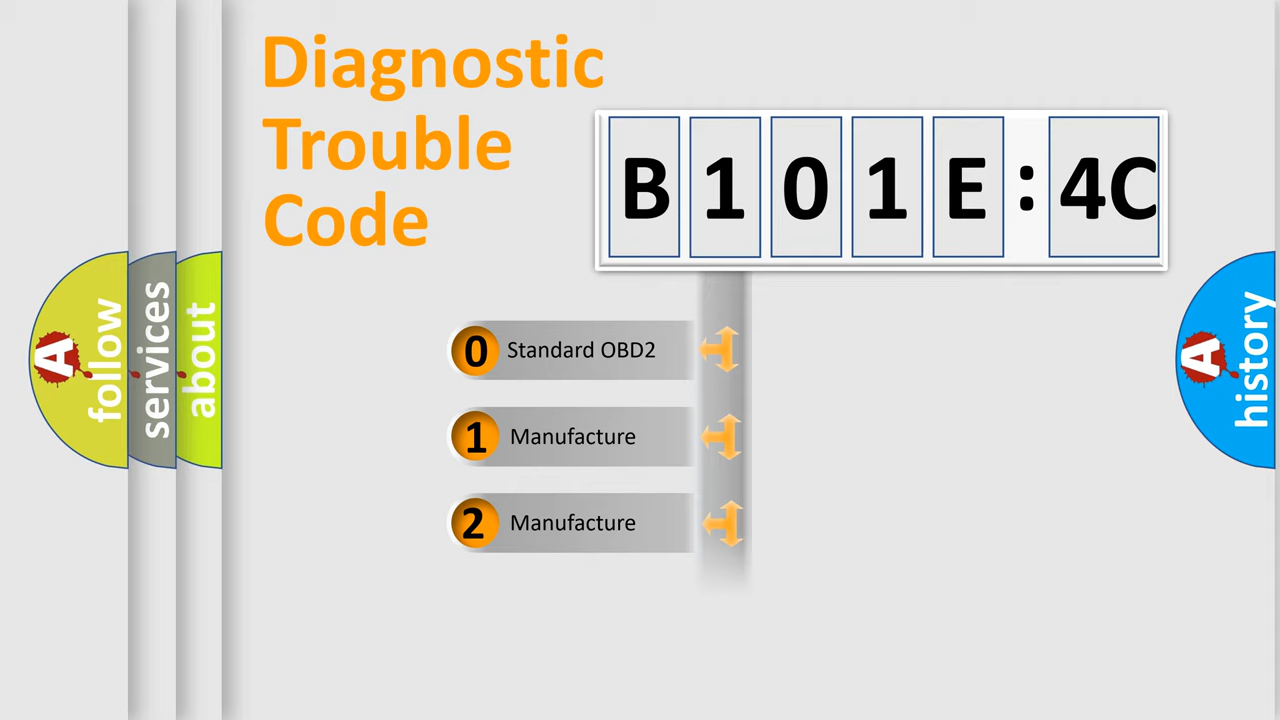 Diagnostic
Trouble
Code
B 1 0 1 E : 4C
0 Standard OBD2
1 Manufacture
2 Manufacture
A follow
services
about
A history